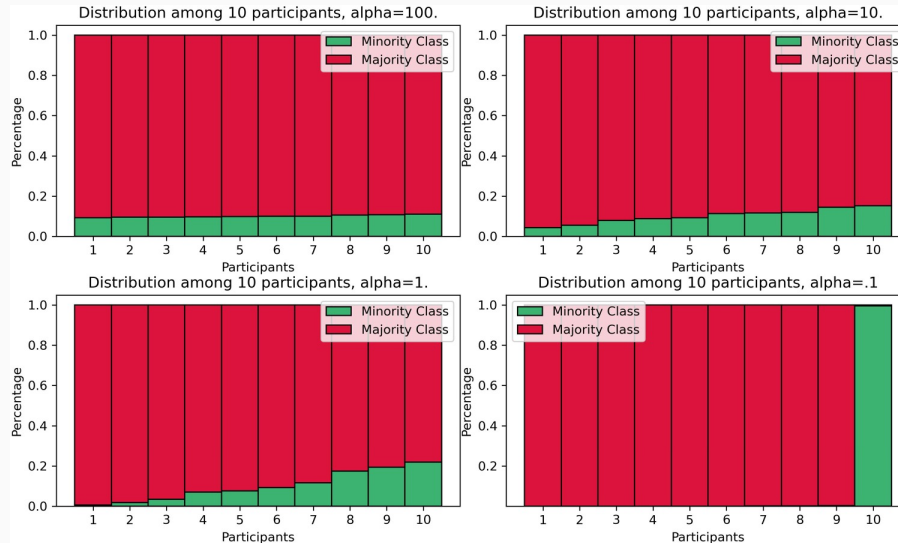 Distribution among 10 participants, alpha=100.
Minority Class
Majority Class
1.0
0.8
0.6
0.4
0.2
0.0
Percentage
1 2 3 4 5 6 7 8 9 10
Participants
Distribution among 10 participants, alpha=10.
Minority Class
Majority Class
1.0
0.8
0.6
0.4
0.2
0.0
Percentage
1 2 3 4 5 6 7 8 9 10
Participants
Distribution among 10 participants, alpha=1.
Minority Class
Majority Class
1.0
0.8
0.6
0.4
0.2
0.0
Percentage
1 2 3 4 5 6 7 8 9 10
Participants
Distribution among 10 participants, alpha=.1
Minority Class
Majority Class
1.0
0.8
0.6
0.4
0.2
0.0
Percentage
1 2 3 4 5 6 7 8 9 10
Participants